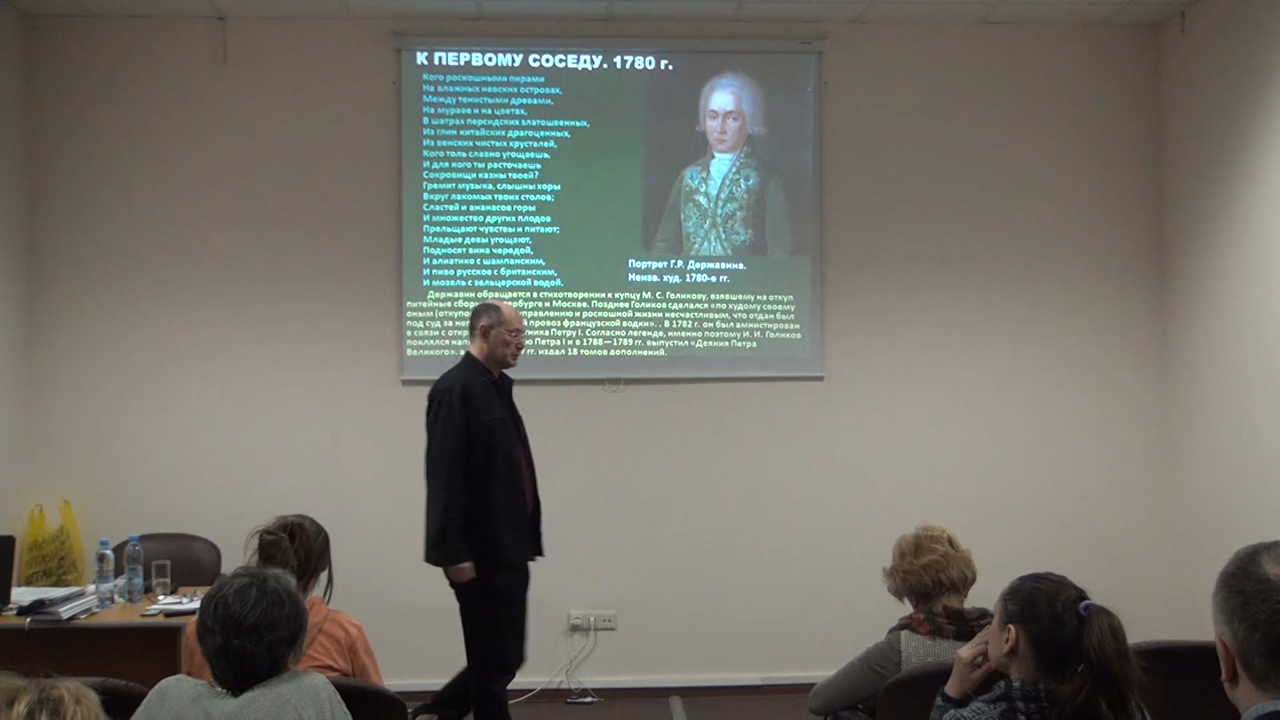 К ПЕРВОМУ СОСЕДУ. 1780 г.
Кого роскошными пирами
На влажных невских островах,
Между тенистыми древами,
На мураве и на цветах,
В шатрах персидских златошвенных,
Из глин китайских драгоценных,
Из венских чистых хрусталей,
Кого толь славно угощаешь,
И для кого ты расточаешь
Сокровищи казны твоей?
Гремит музыка, слышны хоры
Вкруг лакомых твоих столов;
Сластей и ананасов горы
И множество других плодов
Прельщают чувствы и питают;
Младые девы угощают,
Подносят вина чередой,
И алиатико с шампанским,
И пиво русское с британским,
И мозель с зельцерской водой.
Портрет Г.Р. Державина.
Неизв. худ. 1780-е гг.
Державин обращается в стихотворении к купцу М. С. Голикову, взявшему на откуп
питейные сборы в Петербурге и Москве. Позднее Голиков сделался «по худому своему
оным управлению и роскошной жизни несчастливым, что отдан был
под суд за провоз французской водки». . В 1782 г. он был амнистирован
в связи с Петру I. Согласно легенде, именно поэтому И. И. Голиков
поклялся Петра I и в 1788—1789 гг. выпустил «Деяния Петра
Великого», гг. издал 18 томов дополнений.